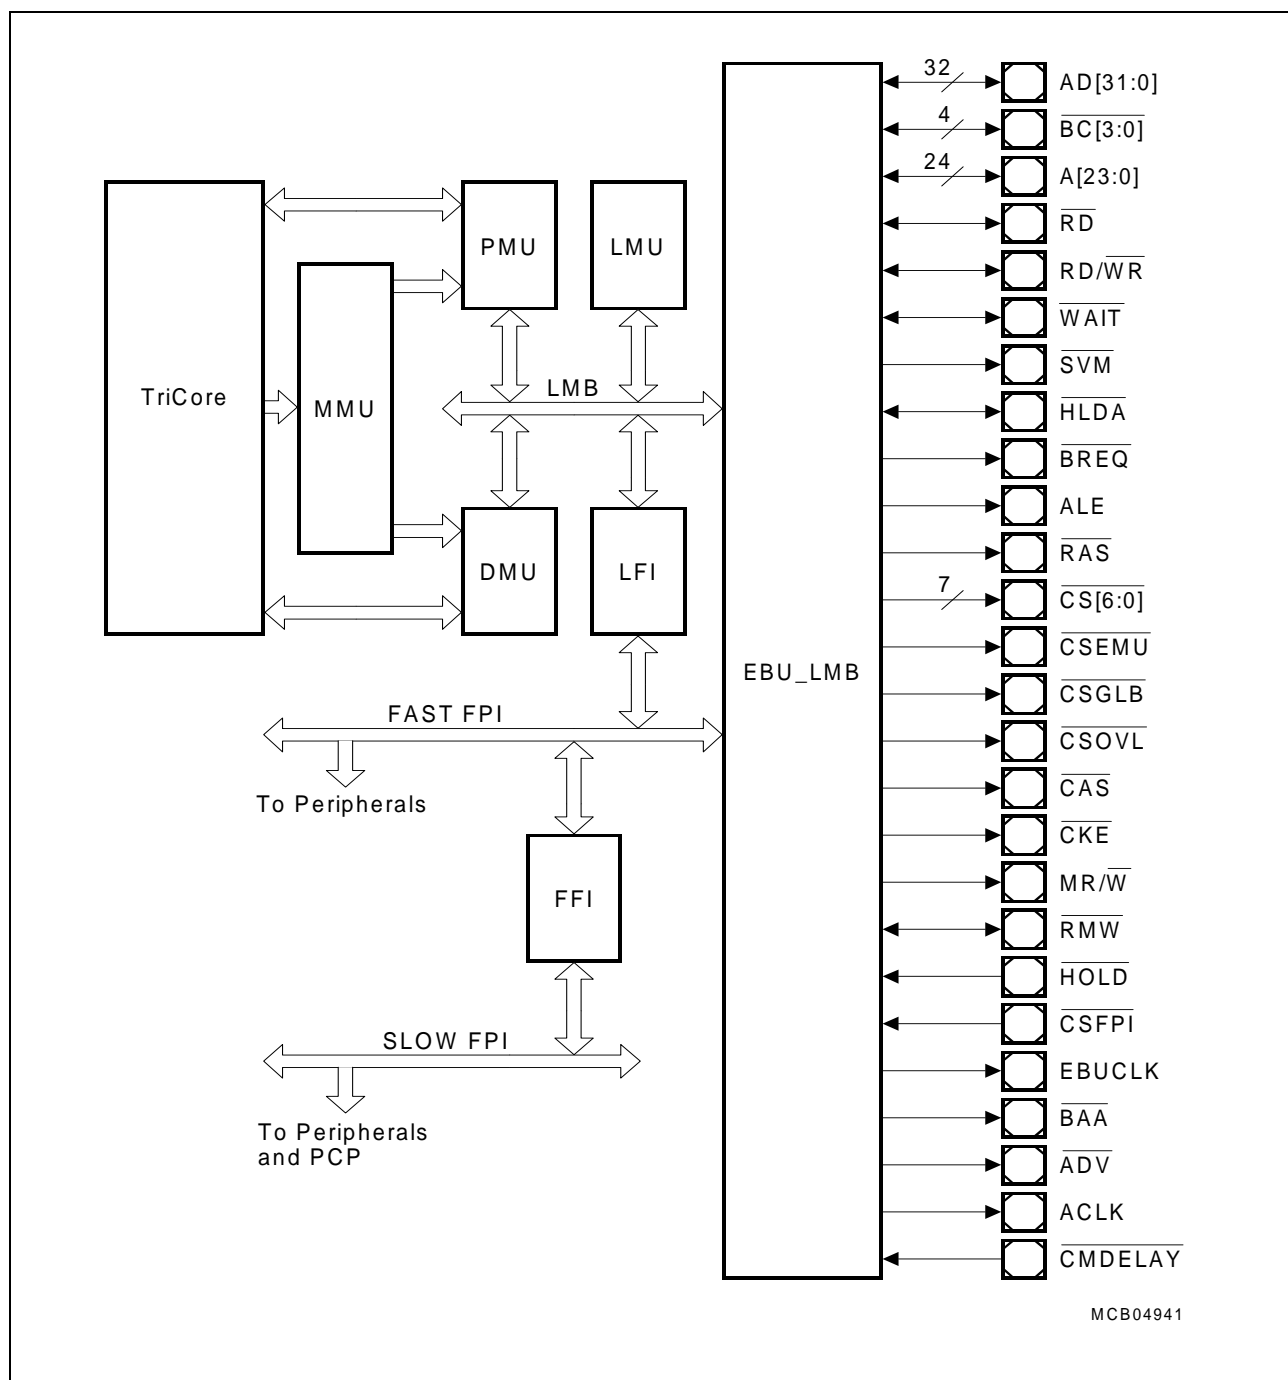 32
AD[31:0]
4
BC[3:0]
24
A[23:0]
RD
RD/WR
WAIT
SVM
HLDA
BREQ
ALE
RAS
7
CS[6:0]
CSEMU
CSGLB
CSOVL
CAS
CKE
MR/W
RMW
HOLD
CSFPI
EBUCLK
BAA
ADV
ACLK
CMDELAY
TriCore
MMU
PMU
LMU
LMB
DMU
LFI
EBU_LMB
FAST FPI
To Peripherals
FFI
SLOW FPI
To Peripherals
and PCP
MCB04941